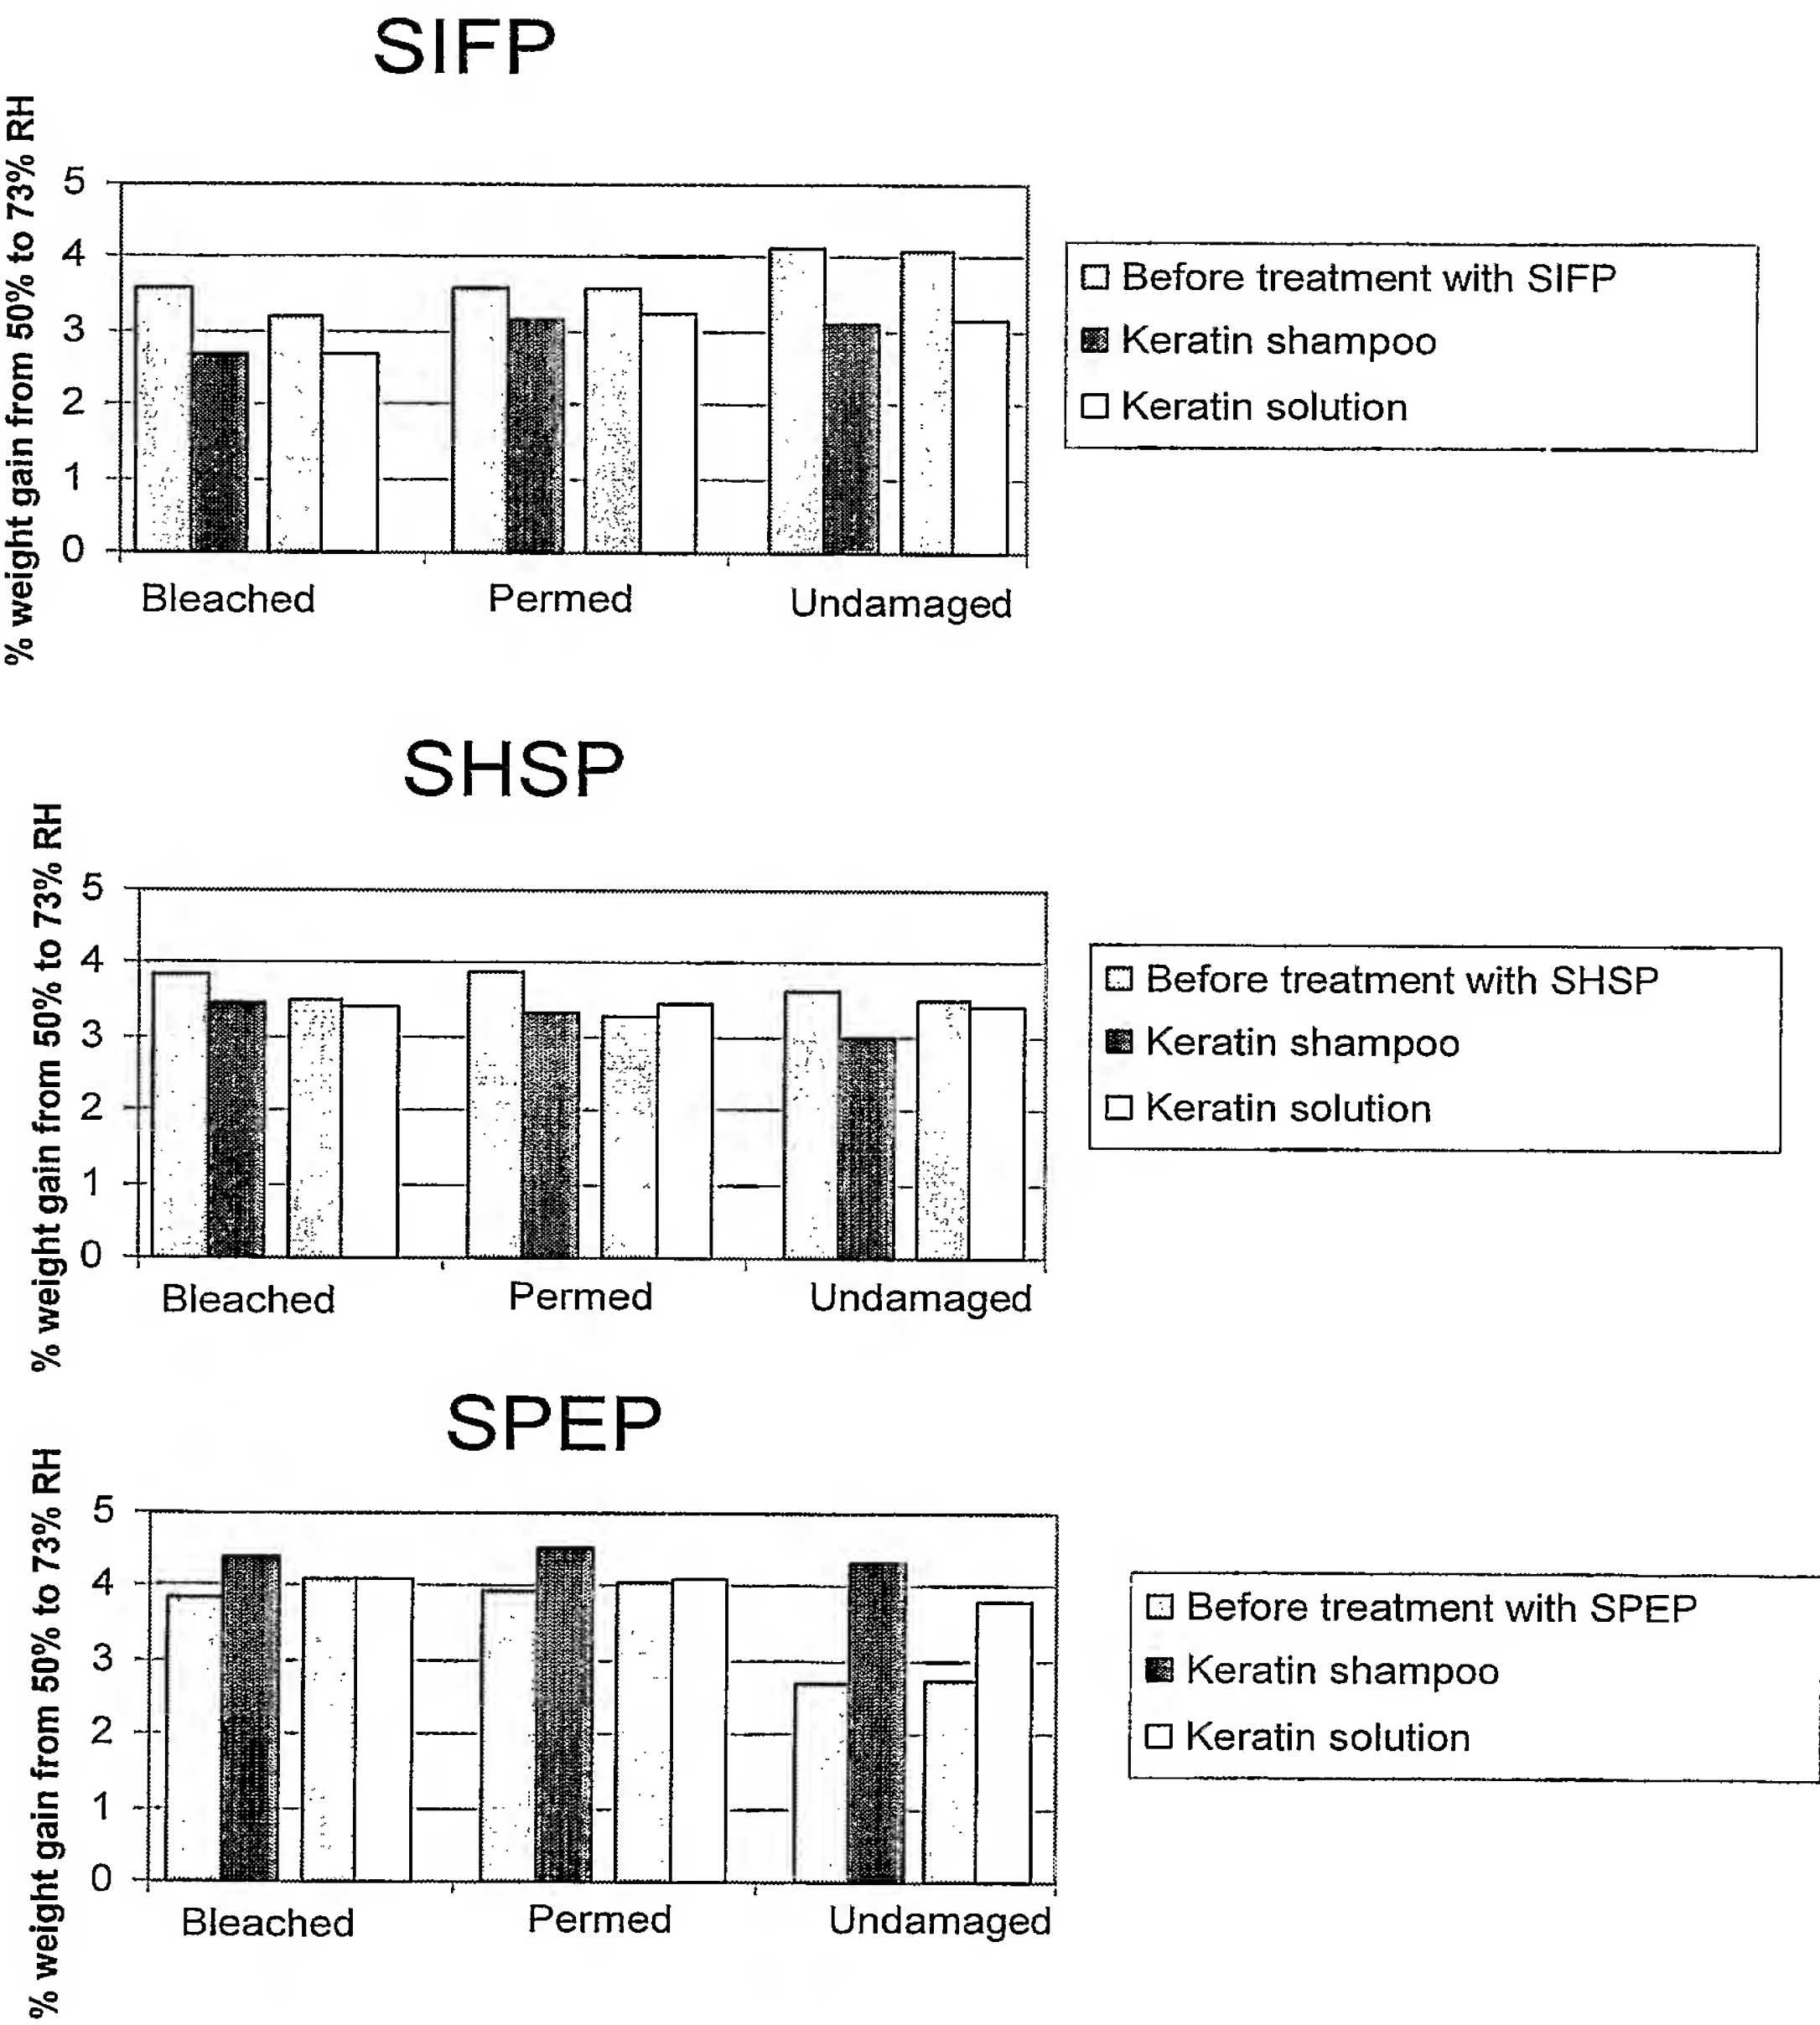 SIFP
% weight gain from 50% to 73% RH
5
4
3
2
1
0
Bleached Permed Undamaged
Before treatment with SIFP
Keratin shampoo
Keratin solution
SHSP
% weight gain from 50% to 73% RH
5
4
3
2
1
0
Bleached Permed Undamaged
Before treatment with SHSP
Keratin shampoo
Keratin solution
SPEP
% weight gain from 50% to 73% RH
5
4
3
2
1
0
Bleached Permed Undamaged
Before treatment with SPEP
Keratin shampoo
Keratin solution